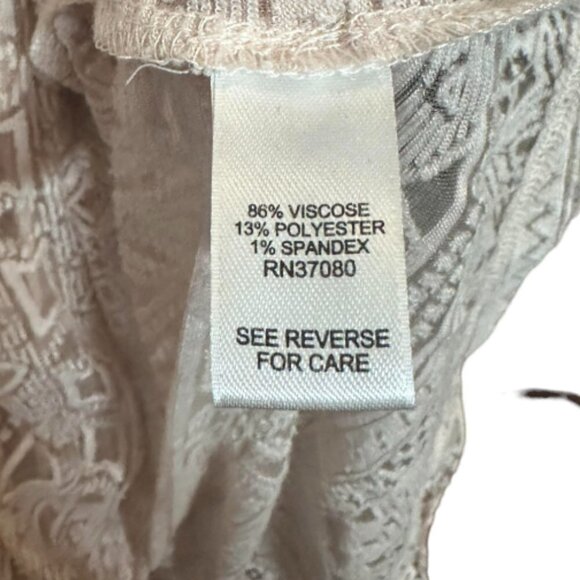 86% VISCOSE
13% POLYESTER
1% SPANDEX
RN37080
SEE REVERSE
FOR CARE